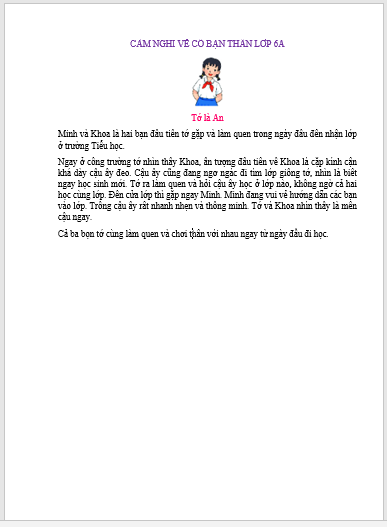 CẢM NGHĨ VỀ CÔ BẠN THÂN LỚP 6A
Tớ là An
Minh và Khoa là hai bạn đầu tiên tớ gặp và làm quen trong ngày đầu đến nhận lớp
ở trường Tiểu học.
Ngay ở cổng trường tớ nhìn thấy Khoa, ấn tượng đầu tiên về Khoa là cặp kính cận
khá dày cậu ấy đeo. Cậu ấy cũng đang ngơ ngác đi tìm lớp giống tớ, nhìn là biết
ngay học sinh mới. Tớ ra làm quen và hỏi cậu ấy học ở lớp nào, không ngờ cả hai
học cùng lớp. Đến cửa lớp thì gặp ngay Minh. Minh đang vui vẻ hướng dẫn các bạn
vào lớp. Trông cậu ấy rất nhanh nhẹn và thông minh. Tớ và Khoa nhìn thấy là mến
cậu ngay.
Cả ba bọn tớ cùng làm quen và chơi thân với nhau ngay từ ngày đầu đi học.